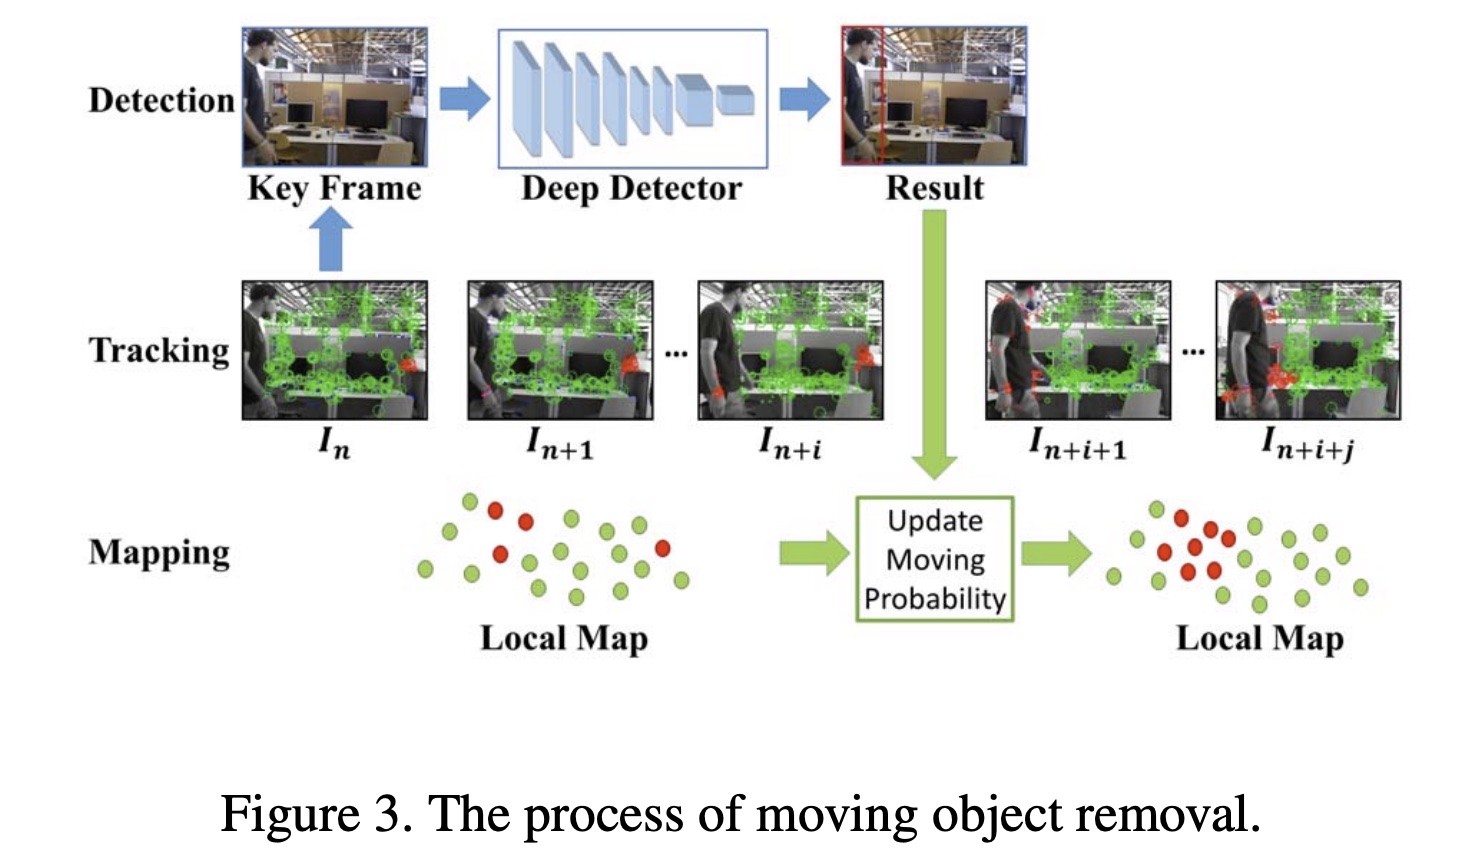 Detection
Key Frame
Deep Detector
Result
Tracking
...
...
I_n
I_{n+1}
I_{n+i}
I_{n+i+1}
I_{n+i+j}
Mapping
Update
Moving
Probability
Local Map
Local Map
Figure 3. The process of moving object removal.